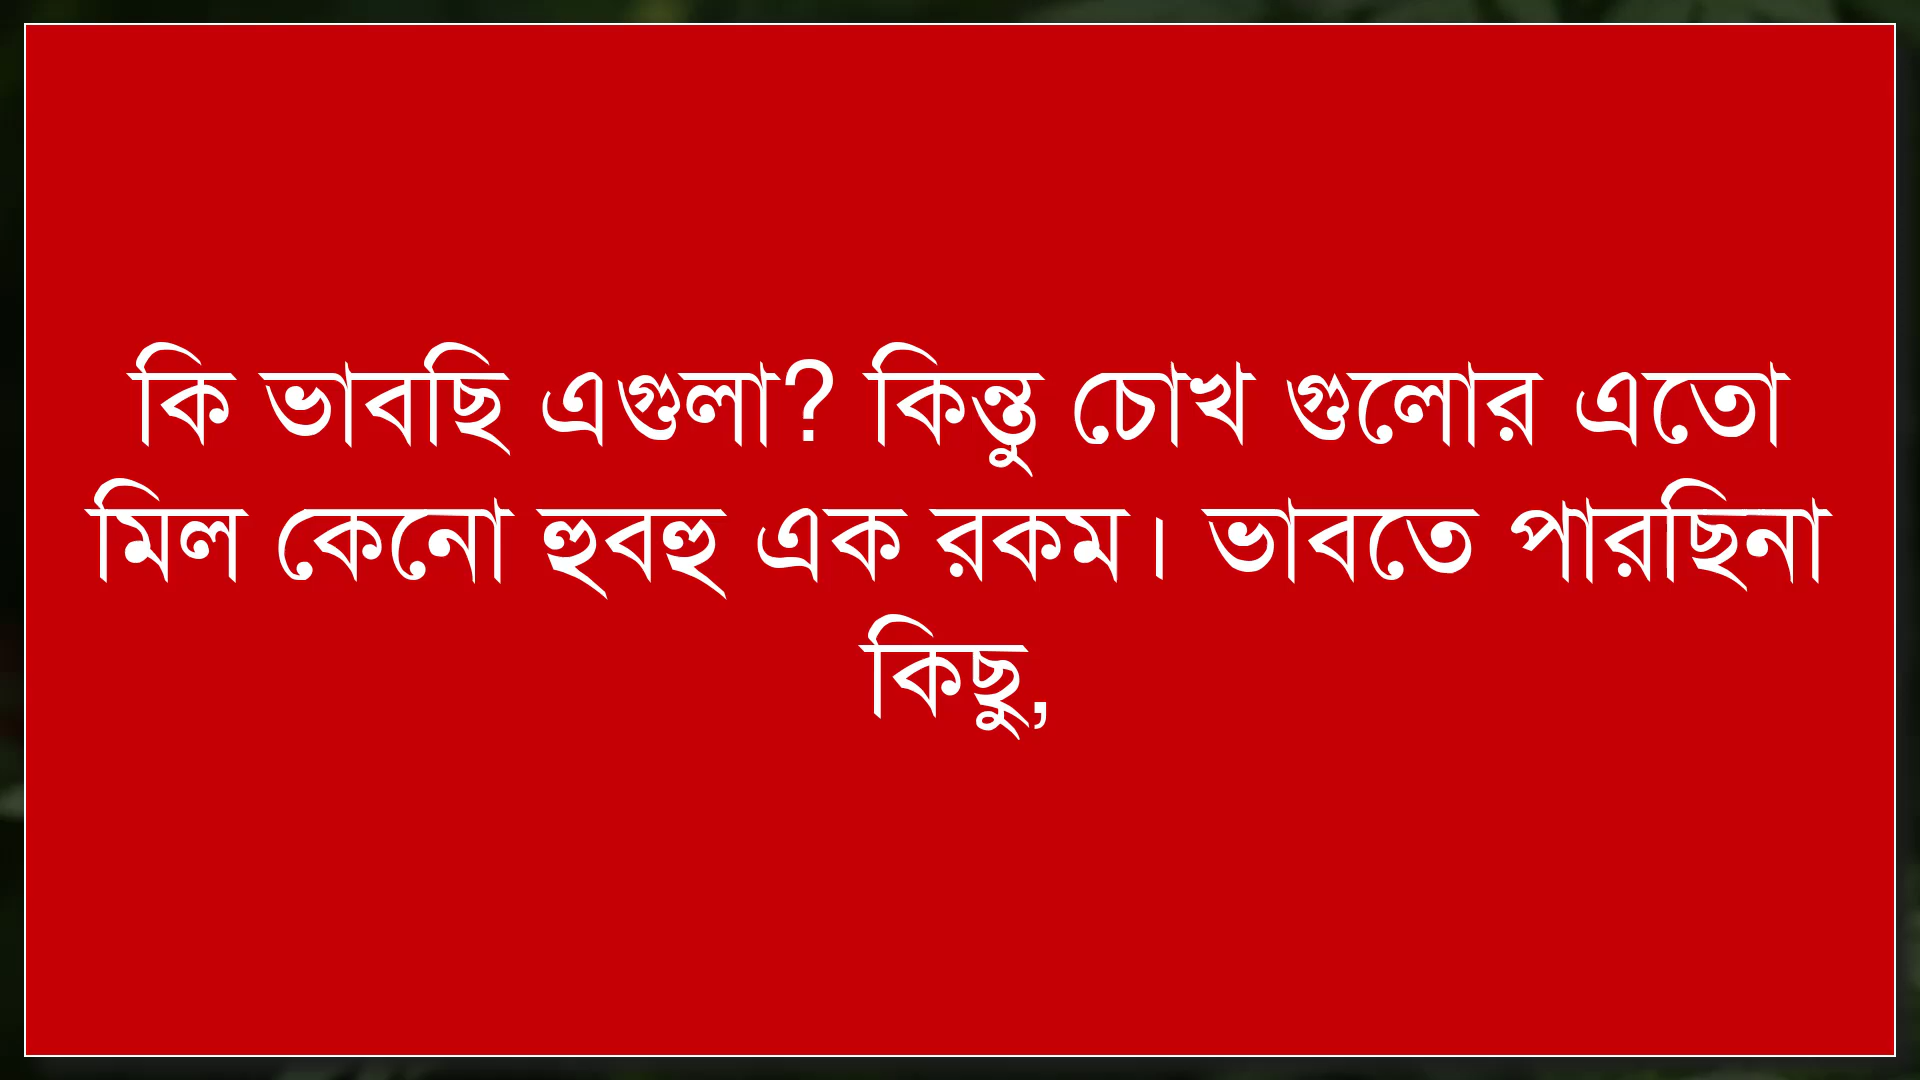 কি ভাবছি এগুলা? কিন্তু চোখ গুলোর এতো
মিল কেনো হুবহু এক রকম। ভাবতে পারছিনা
কিছু,